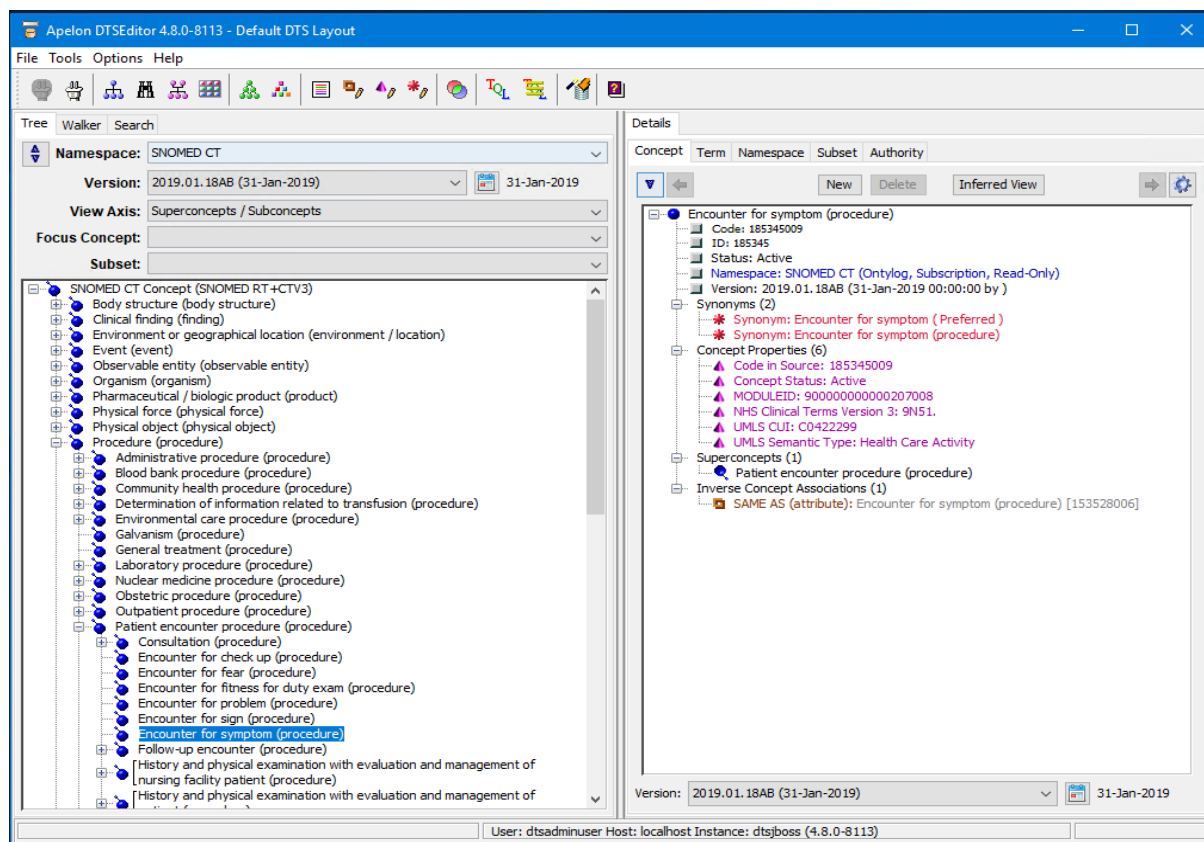 Apelon DTSEditor 4.8.0-8113 - Default DTS Layout
File Tools Options Help
TQL
Tree Walker Search
Namespace: SNOMED CT
Version: 2019.01.18AB (31-Jan-2019) 31-Jan-2019
View Axis: Superconcepts / Subconcepts
Focus Concept:
Subset:
SNOMED CT Concept (SNOMED RT+CTV3)
Body structure (body structure)
Clinical finding (finding)
Environment or geographical location (environment / location)
Event (event)
Observable entity (observable entity)
Organism (organism)
Pharmaceutical / biologic product (product)
Physical force (physical force)
Physical object (physical object)
Procedure (procedure)
Administrative procedure (procedure)
Blood bank procedure (procedure)
Community health procedure (procedure)
Determination of information related to transfusion (procedure)
Environmental care procedure (procedure)
Galvanism (procedure)
General treatment (procedure)
Laboratory procedure (procedure)
Nuclear medicine procedure (procedure)
Obstetric procedure (procedure)
Outpatient procedure (procedure)
Patient encounter procedure (procedure)
Consultation (procedure)
Encounter for check up (procedure)
Encounter for fear (procedure)
Encounter for fitness for duty exam (procedure)
Encounter for problem (procedure)
Encounter for sign (procedure)
Encounter for symptom (procedure)
Follow-up encounter (procedure)
[History and physical examination with evaluation and management of
nursing facility patient (procedure)
[History and physical examination with evaluation and management of
Details
Concept Term Namespace Subset Authority
New Delete Inferred View
Encounter for symptom (procedure)
Code: 185345009
ID: 185345
Status: Active
Namespace: SNOMED CT (Ontylog, Subscription, Read-Only)
Version: 2019.01.18AB (31-Jan-2019 00:00:00 by )
Synonyms (2)
Synonym: Encounter for symptom ( Preferred )
Synonym: Encounter for symptom (procedure)
Concept Properties (6)
Code in Source: 185345009
Concept Status: Active
MODULEID: 900000000000207008
NHS Clinical Terms Version 3: 9N51.
UMLS CUI: C0422299
UMLS Semantic Type: Health Care Activity
Superconcepts (1)
Patient encounter procedure (procedure)
Inverse Concept Associations (1)
SAME AS (attribute): Encounter for symptom (procedure) [153528006]
Version: 2019.01.18AB (31-Jan-2019) 31-Jan-2019
User: dtsadminuser Host: localhost Instance: dtsjboss (4.8.0-8113)